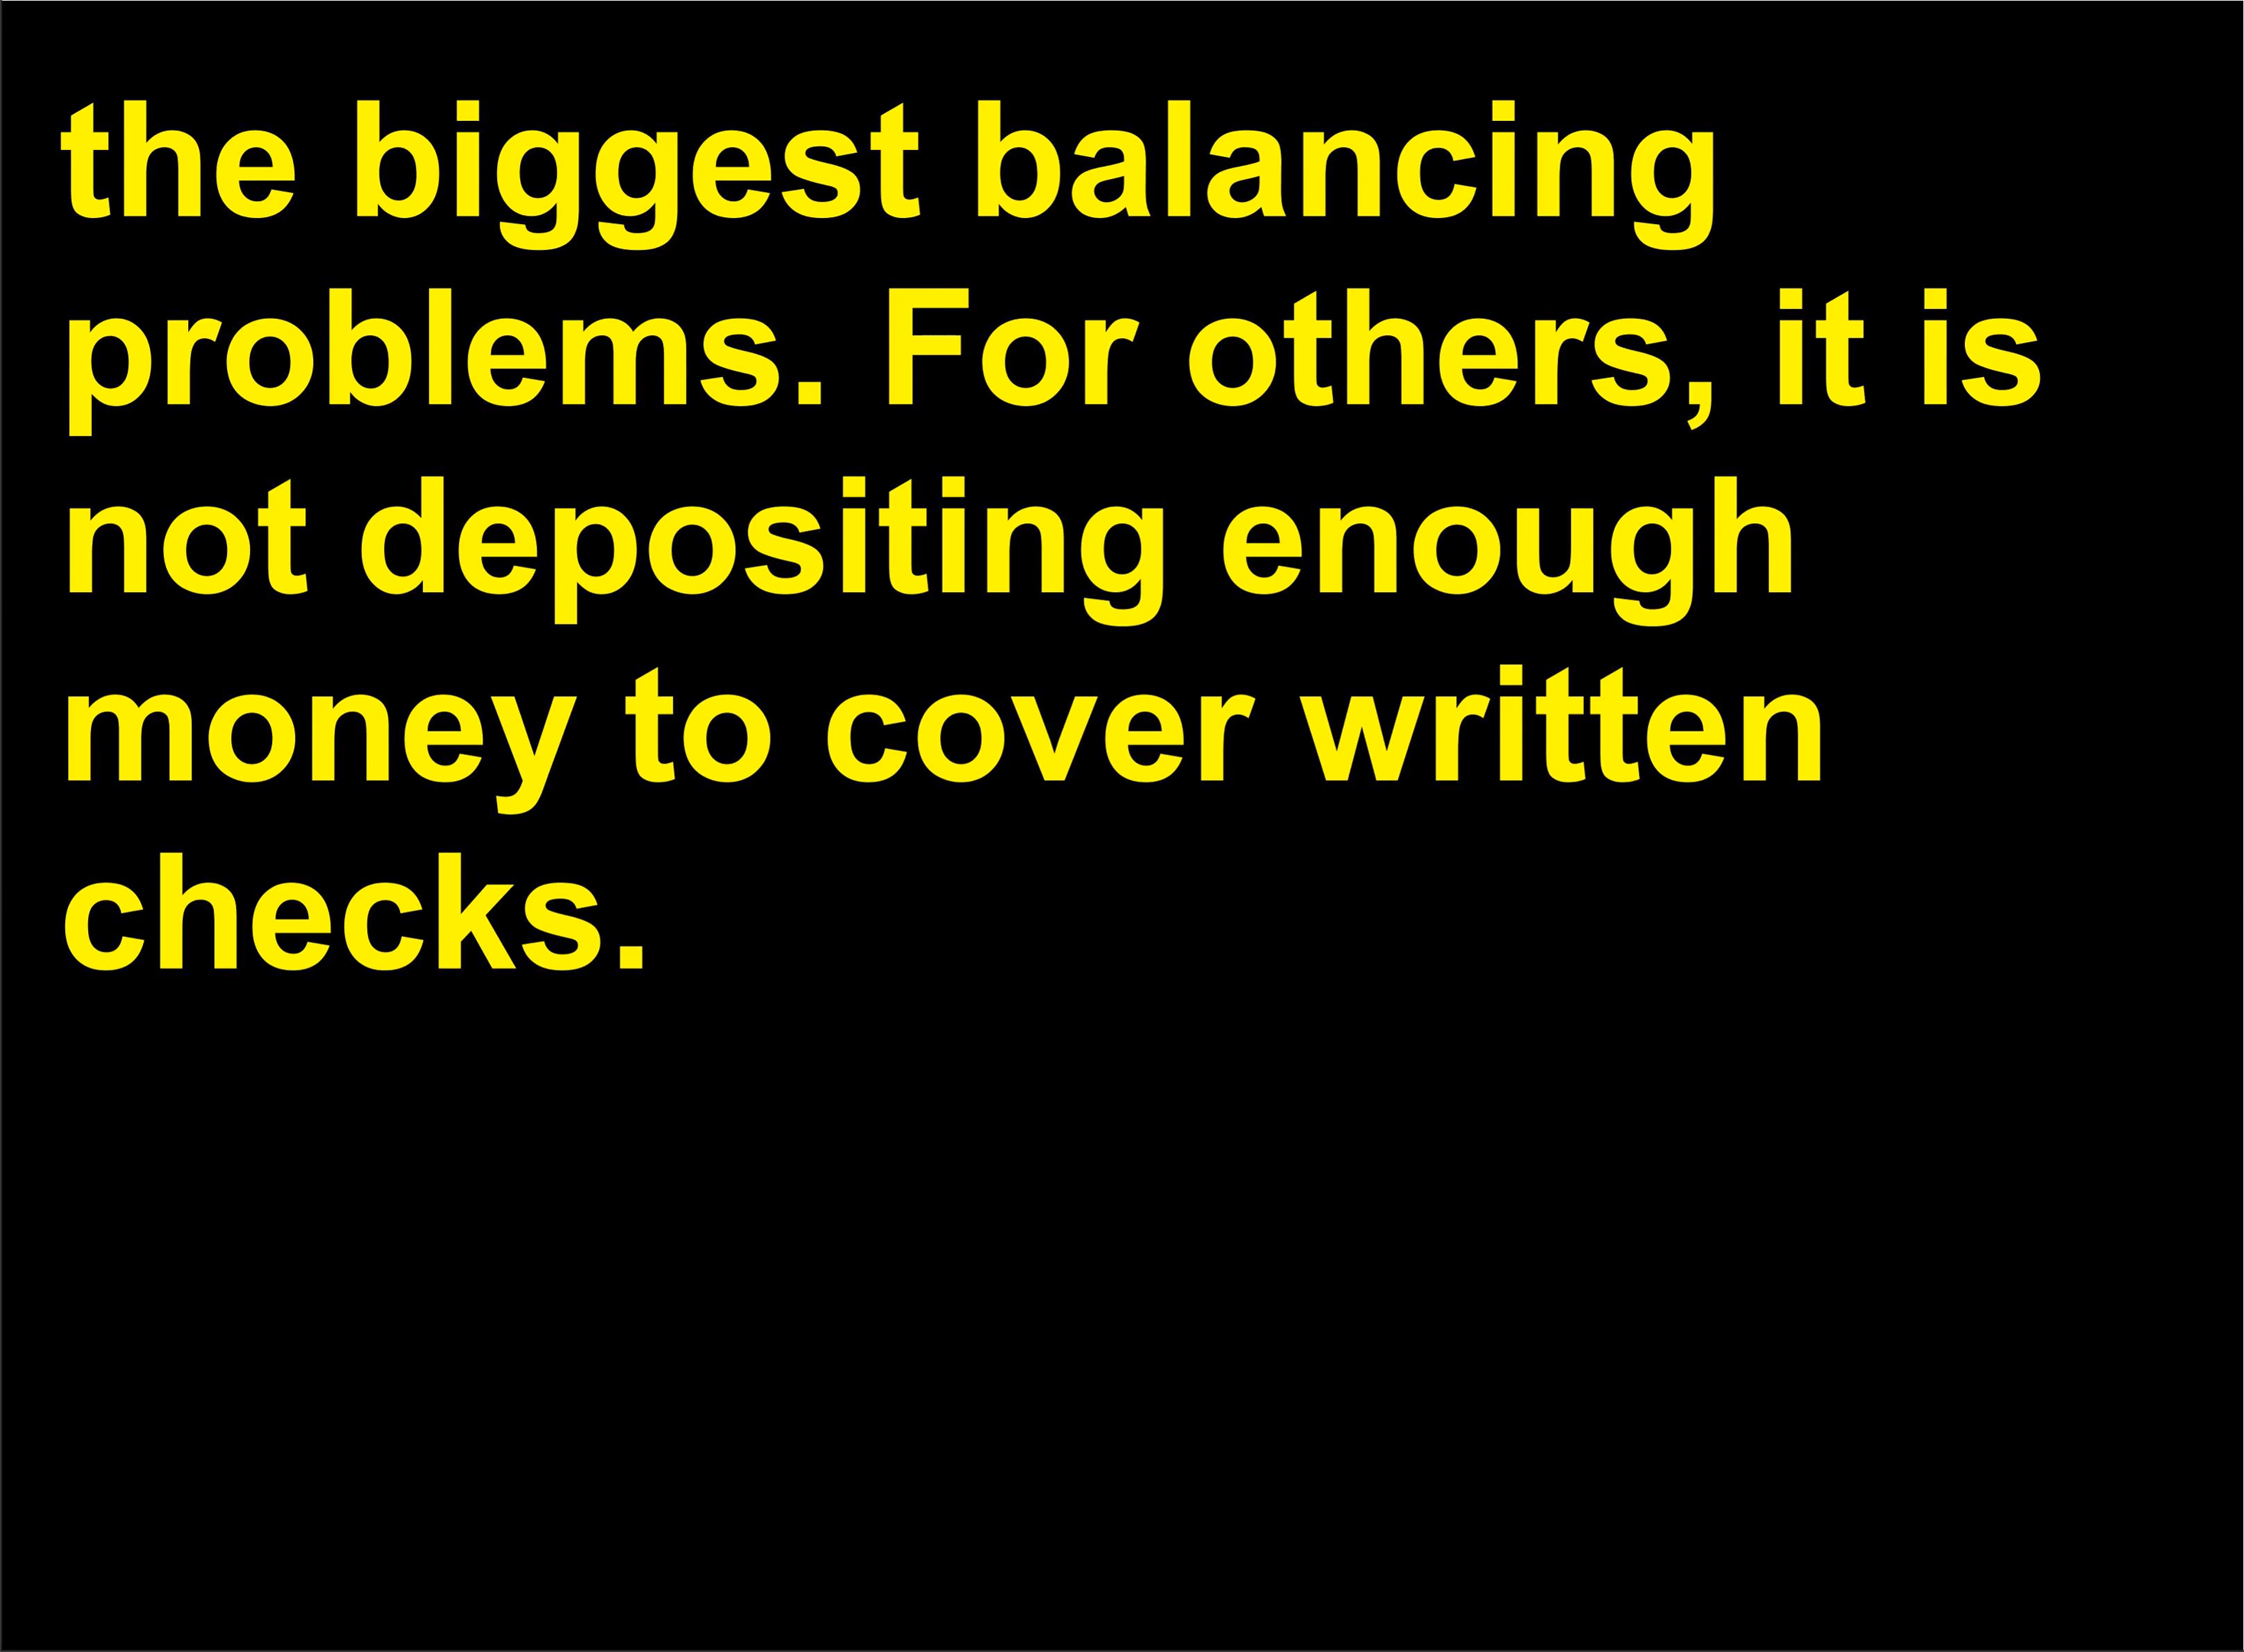 the biggest balancing
problems. For others, it is
not depositing enough
money to cover written
checks.